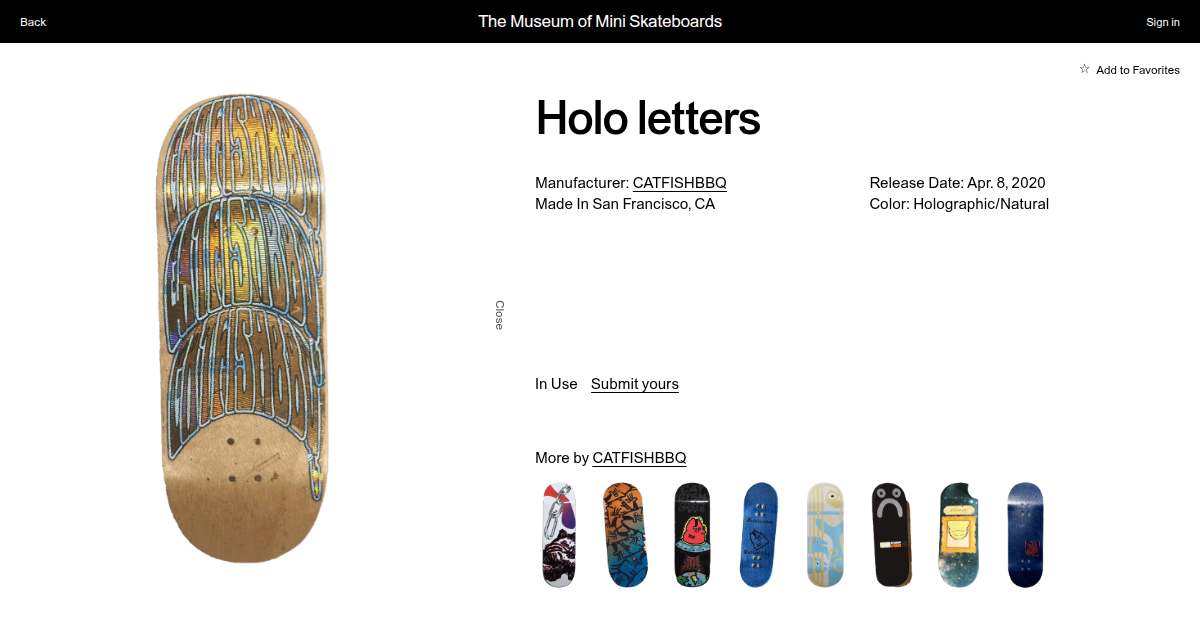 Back
The Museum of Mini Skateboards
Sign in
☆ Add to Favorites
Holo letters
Manufacturer: CATFISHBBQ
Made In San Francisco, CA
Release Date: Apr. 8, 2020
Color: Holographic/Natural
Close
In Use
Submit yours
More by CATFISHBBQ